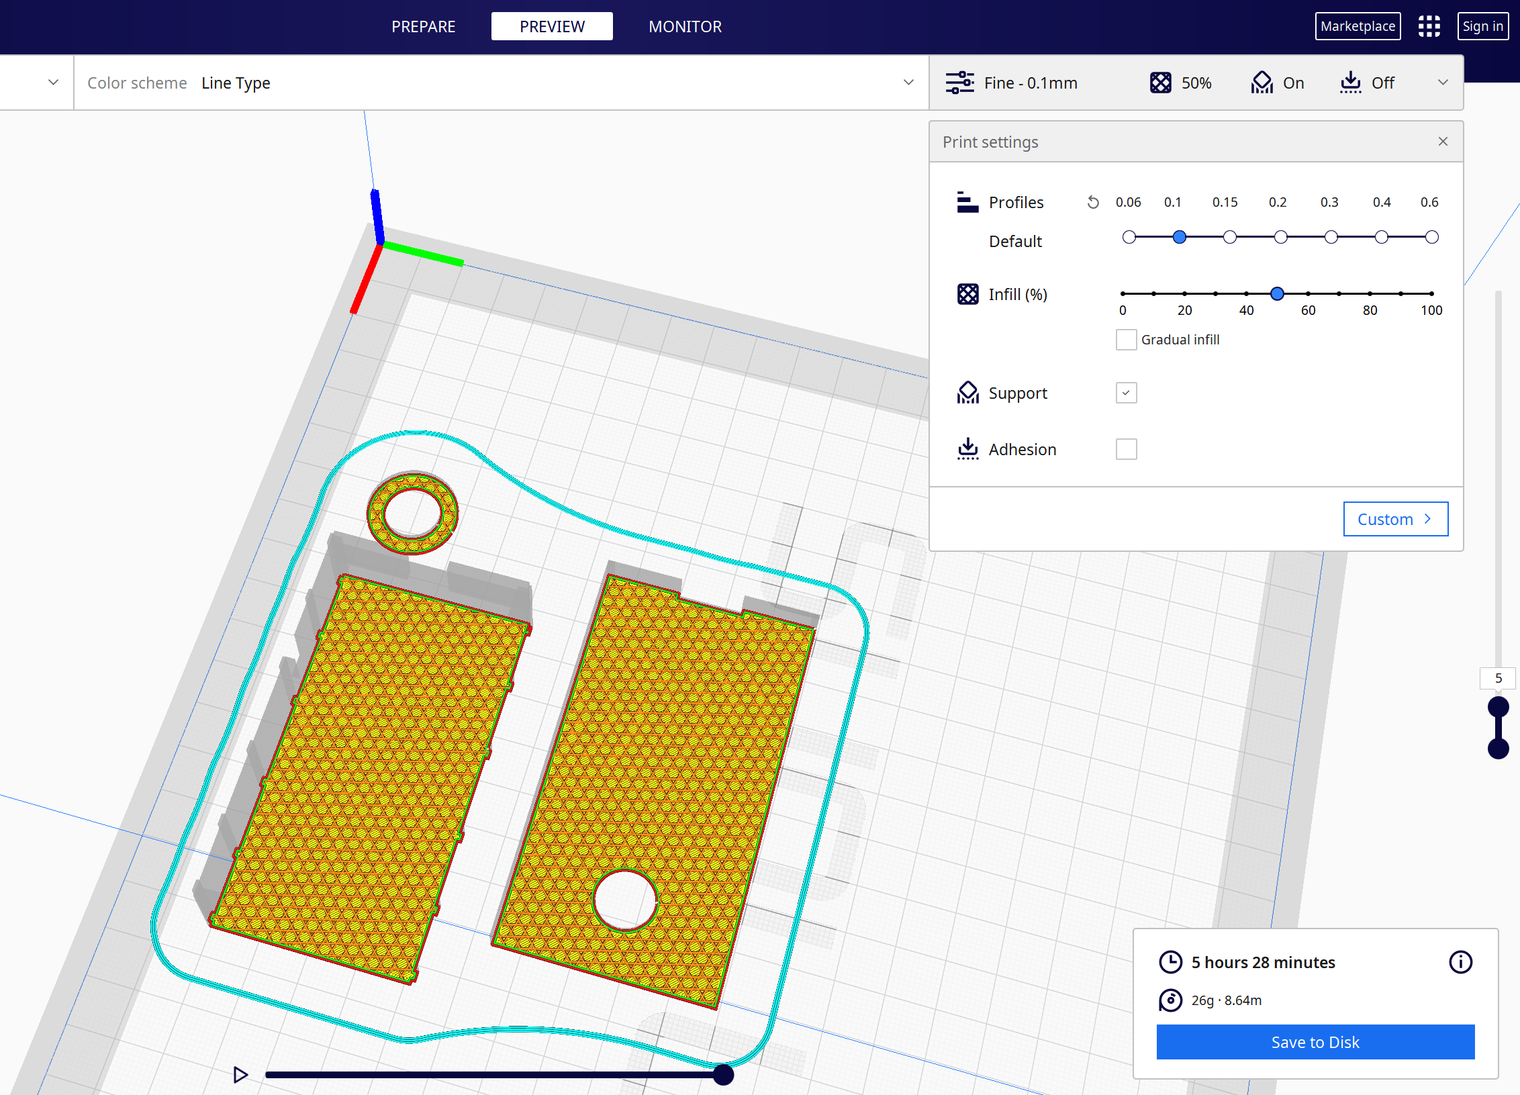 PREPARE PREVIEW MONITOR Marketplace Sign in
Color scheme Line Type Fine - 0.1mm 50% On Off
Print settings
Profiles 0.06 0.1 0.15 0.2 0.3 0.4 0.6
Default
Infill (%)
0 20 40 60 80 100
Gradual infill
Support
Adhesion
Custom
5
5 hours 28 minutes
26g · 8.64m
Save to Disk